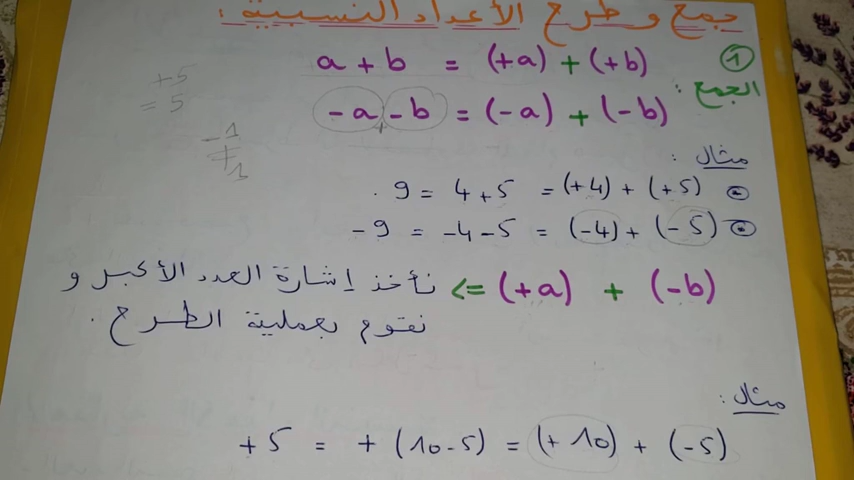 جمع و طرح الأعداد النسبية :
① a + b = (+a) + (+b)
الجمع :
-a - b = (-a) + (-b)
+5
= 5
-1
+1
مثال :
9 = 4+5 = (+4) + (+5)
-9 = -4-5 = (-4) + (-5)
(+a) + (-b) => نأخذ إشارة العدد الأكبر و
نقوم بعملية الطرح .
مثال :
+5 = + (10-5) = (+10) + (-5)